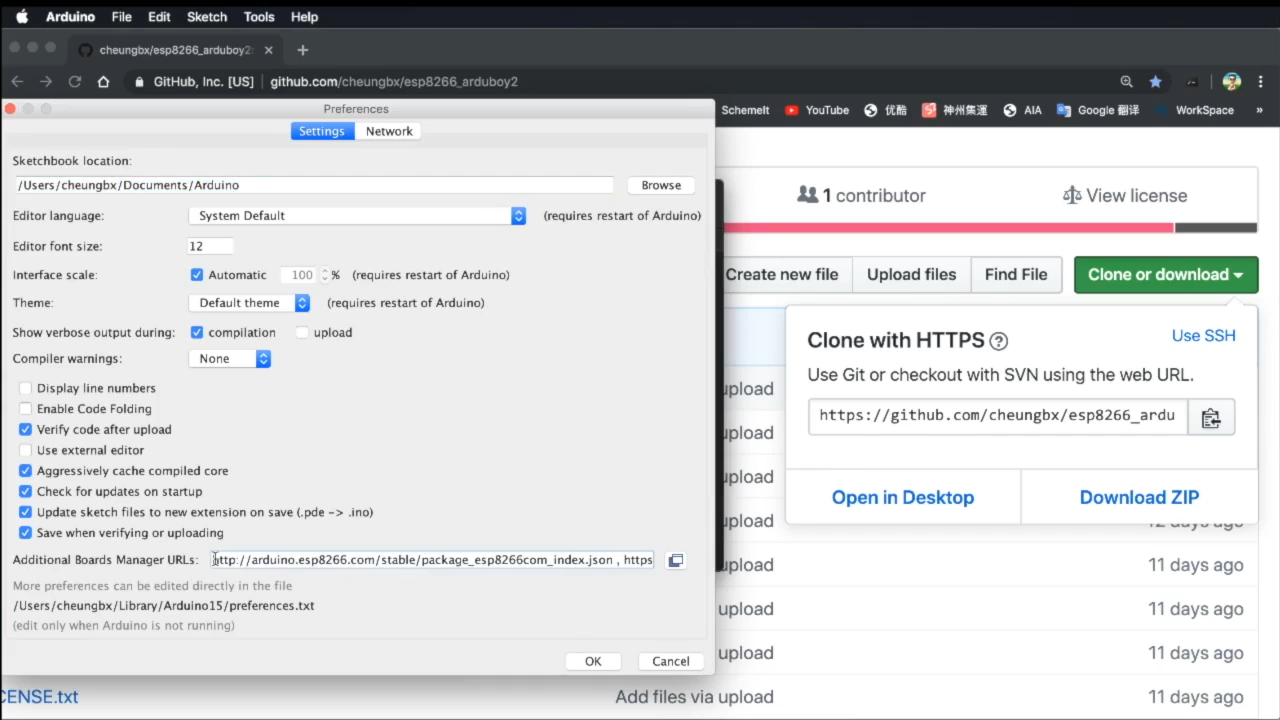 Arduino File Edit Sketch Tools Help
cheungbx/esp8266_arduboy2:
GitHub, Inc. [US] | github.com/cheungbx/esp8266_arduboy2
SchemeIt YouTube 优酷 神州集運 AIA Google 翻译 WorkSpace »
Preferences
Settings Network
Sketchbook location:
/Users/cheungbx/Documents/Arduino Browse
Editor language: System Default (requires restart of Arduino)
Editor font size: 12
Interface scale: Automatic 100 % (requires restart of Arduino)
Theme: Default theme (requires restart of Arduino)
Show verbose output during: compilation upload
Compiler warnings: None
Display line numbers
Enable Code Folding
Verify code after upload
Use external editor
Aggressively cache compiled core
Check for updates on startup
Update sketch files to new extension on save (.pde -> .ino)
Save when verifying or uploading
Additional Boards Manager URLs: http://arduino.esp8266.com/stable/package_esp8266com_index.json , https
More preferences can be edited directly in the file
/Users/cheungbx/Library/Arduino15/preferences.txt
(edit only when Arduino is not running)
OK Cancel
1 contributor View license
Create new file Upload files Find File Clone or download
Clone with HTTPS Use SSH
Use Git or checkout with SVN using the web URL.
https://github.com/cheungbx/esp8266_ardu
Open in Desktop Download ZIP
upload
upload
upload
12 days ago
upload 11 days ago
upload 11 days ago
upload 11 days ago
CENSE.txt Add files via upload 11 days ago